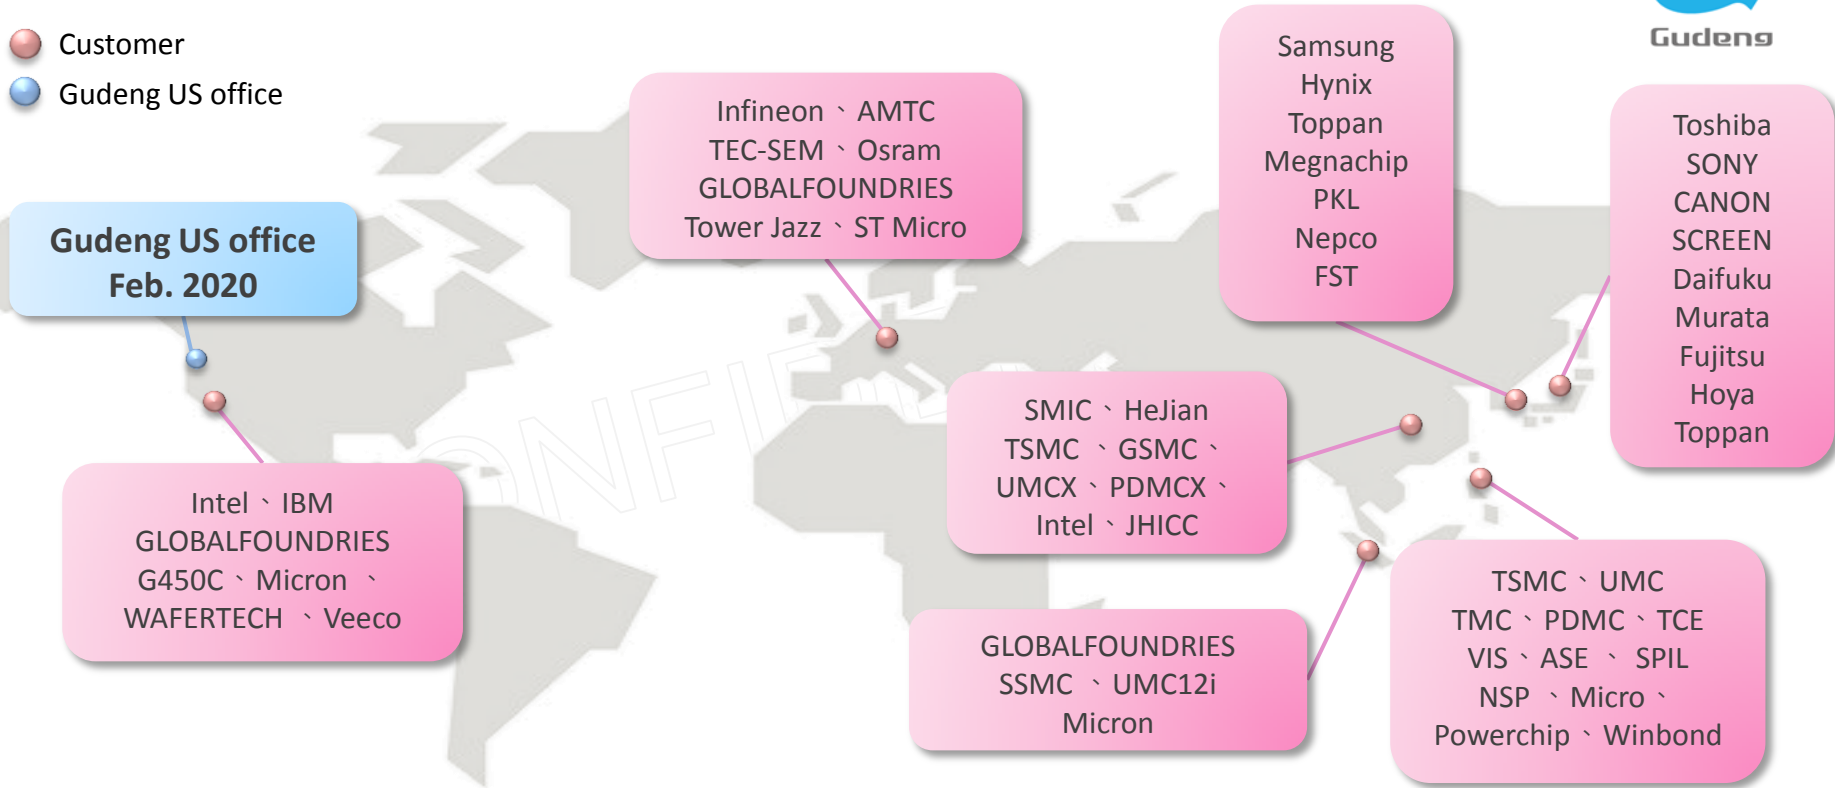 Customer
Gudeng US office
Gudeng
Gudeng US office
Feb. 2020
Infineon、AMTC
TEC-SEM、Osram
GLOBALFOUNDRIES
Tower Jazz、ST Micro
Samsung
Hynix
Toppan
Megnachip
PKL
Nepco
FST
Toshiba
SONY
CANON
SCREEN
Daifuku
Murata
Fujitsu
Hoya
Toppan
SMIC、HeJian
TSMC 、GSMC、
UMCX、PDMCX、
Intel、JHICC
Intel、IBM
GLOBALFOUNDRIES
G450C、Micron 、
WAFERTECH 、Veeco
GLOBALFOUNDRIES
SSMC 、UMC12i
Micron
TSMC、UMC
TMC、PDMC、TCE
VIS、ASE 、 SPIL
NSP 、Micro、
Powerchip、Winbond